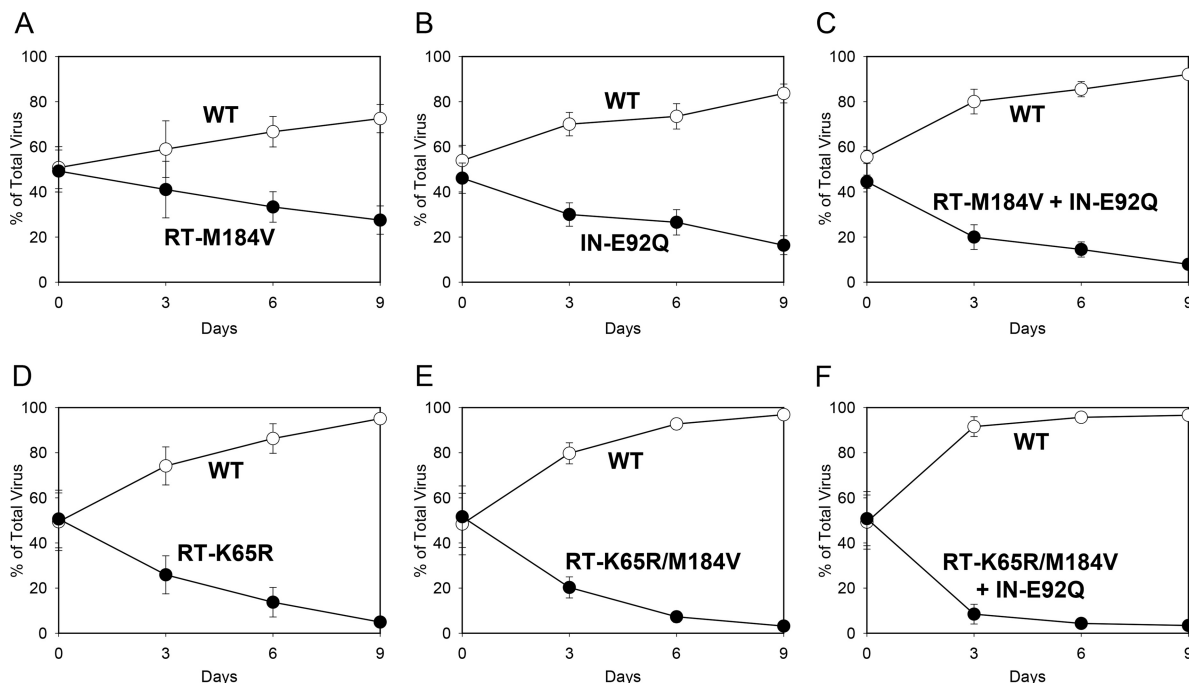 A
% of Total Virus
100
80
60
40
20
0
WT
RT-M184V
0 3 6 9
Days
B
% of Total Virus
100
80
60
40
20
0
WT
IN-E92Q
0 3 6 9
Days
C
% of Total Virus
100
80
60
40
20
0
WT
RT-M184V + IN-E92Q
0 3 6 9
Days
D
% of Total Virus
100
80
60
40
20
0
WT
RT-K65R
0 3 6 9
Days
E
% of Total Virus
100
80
60
40
20
0
WT
RT-K65R/M184V
0 3 6 9
Days
F
% of Total Virus
100
80
60
40
20
0
WT
RT-K65R/M184V
+ IN-E92Q
0 3 6 9
Days